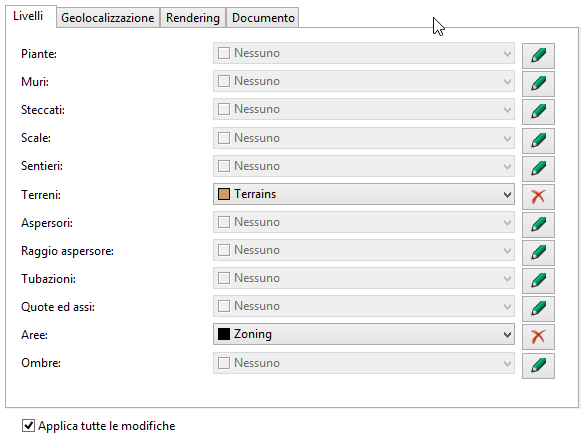 Livelli Geolocalizzazione Rendering Documento
Piante: Nessuno
Muri: Nessuno
Steccati: Nessuno
Scale: Nessuno
Sentieri: Nessuno
Terreni: Terrains
Aspersori: Nessuno
Raggio aspersore: Nessuno
Tubazioni: Nessuno
Quote ed assi: Nessuno
Aree: Zoning
Ombre: Nessuno
Applica tutte le modifiche